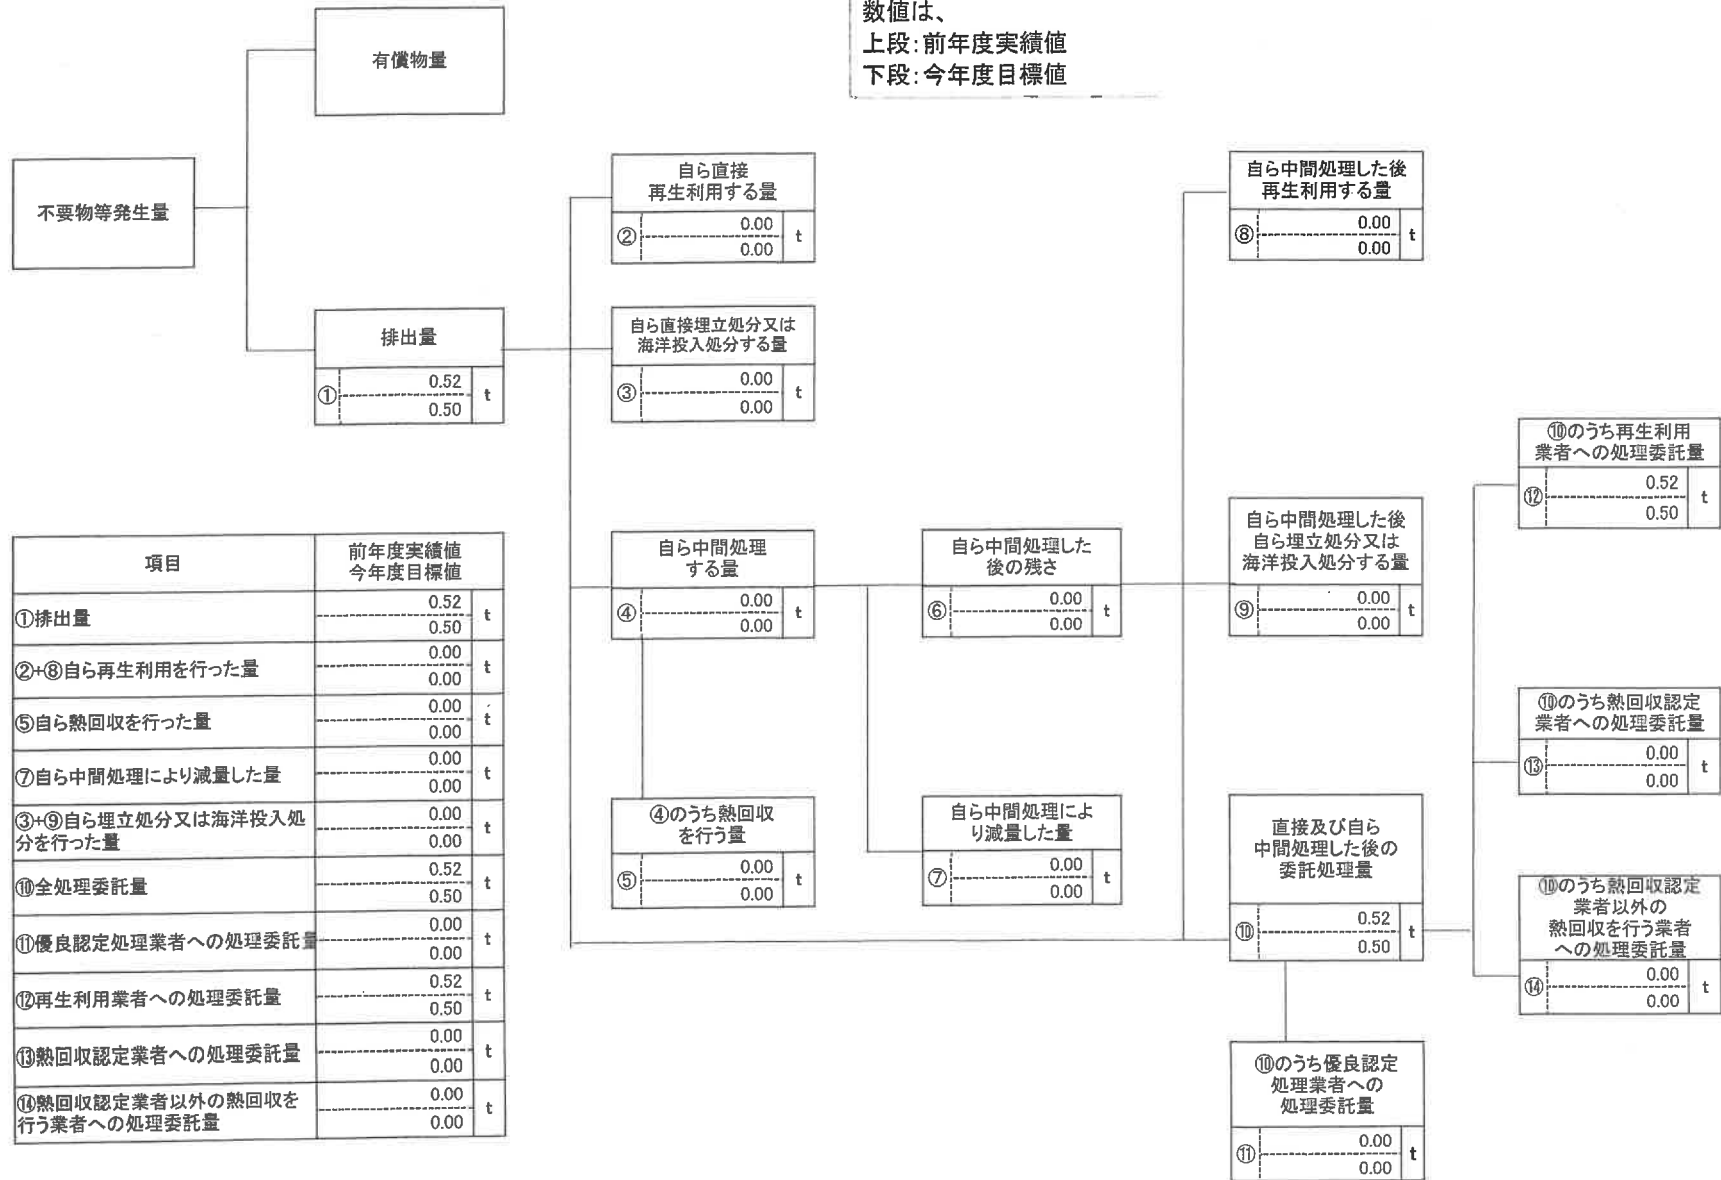 数値は、
上段：前年度実績値
下段：今年度目標値
有償物量
不要物等発生量
排出量
①
0.52
0.50
t
自ら直接
再生利用する量
②
0.00
0.00
t
自ら直接埋立処分又は
海洋投入処分する量
③
0.00
0.00
t
自ら中間処理
する量
④
0.00
0.00
t
④のうち熱回収
を行う量
⑤
0.00
0.00
t
自ら中間処理した
後の残さ
⑥
0.00
0.00
t
自ら中間処理によ
り減量した量
⑦
0.00
0.00
t
自ら中間処理した後
再生利用する量
⑧
0.00
0.00
t
自ら中間処理した後
自ら埋立処分又は
海洋投入処分する量
⑨
0.00
0.00
t
直接及び自ら
中間処理した後の
委託処理量
⑩
0.52
0.50
t
⑩のうち優良認定
処理業者への
処理委託量
⑪
0.00
0.00
t
⑩のうち再生利用
業者への処理委託量
⑫
0.52
0.50
t
⑩のうち熱回収認定
業者への処理委託量
⑬
0.00
0.00
t
⑩のうち熱回収認定
業者以外の
熱回収を行う業者
への処理委託量
⑭
0.00
0.00
t
項目
前年度実績値
今年度目標値
①排出量
0.52
0.50
t
②+⑧自ら再生利用を行った量
0.00
0.00
t
⑤自ら熱回収を行った量
0.00
0.00
t
⑦自ら中間処理により減量した量
0.00
0.00
t
③+⑨自ら埋立処分又は海洋投入処
分を行った量
0.00
0.00
t
⑩全処理委託量
0.52
0.50
t
⑪優良認定処理業者への処理委託量
0.00
0.00
t
⑫再生利用業者への処理委託量
0.52
0.50
t
⑬熱回収認定業者への処理委託量
0.00
0.00
t
⑭熱回収認定業者以外の熱回収を
行う業者への処理委託量
0.00
0.00
t